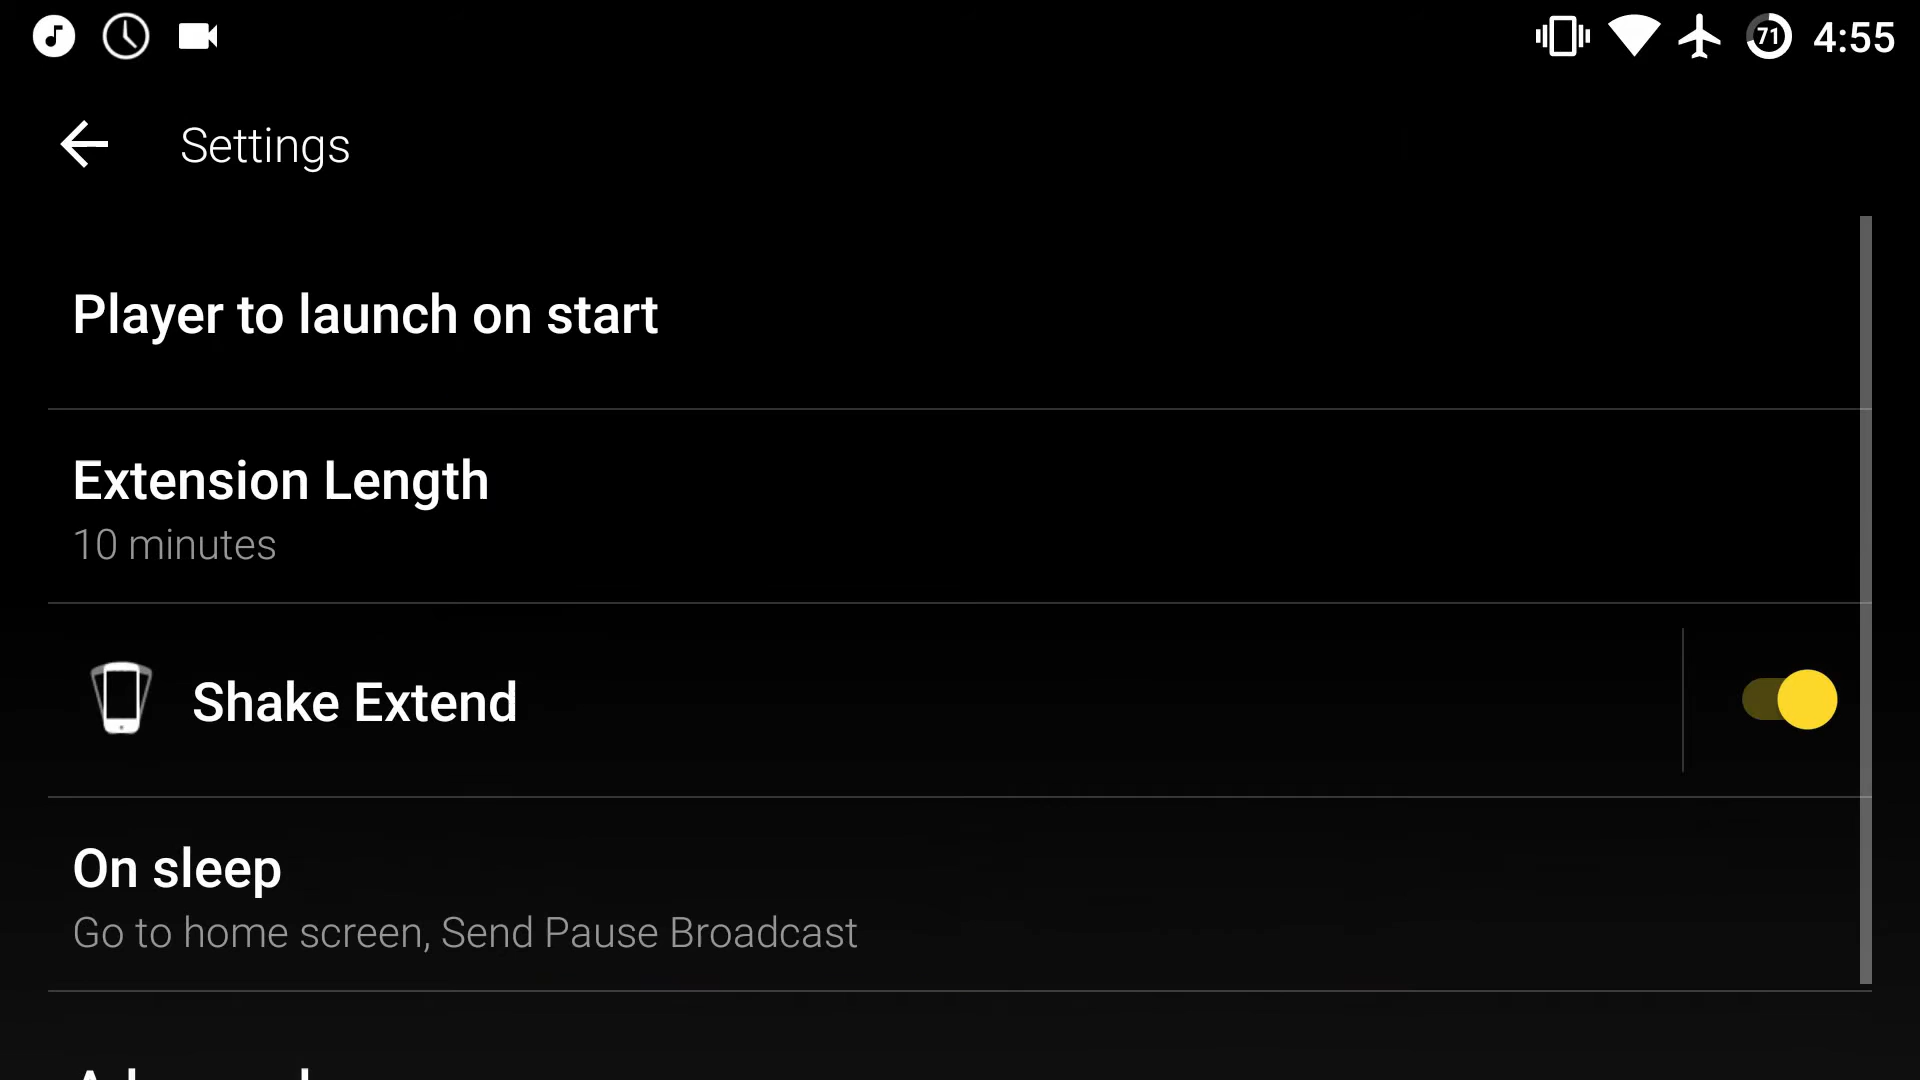 71 4:55
Settings
Player to launch on start
Extension Length
10 minutes
Shake Extend
On sleep
Go to home screen, Send Pause Broadcast